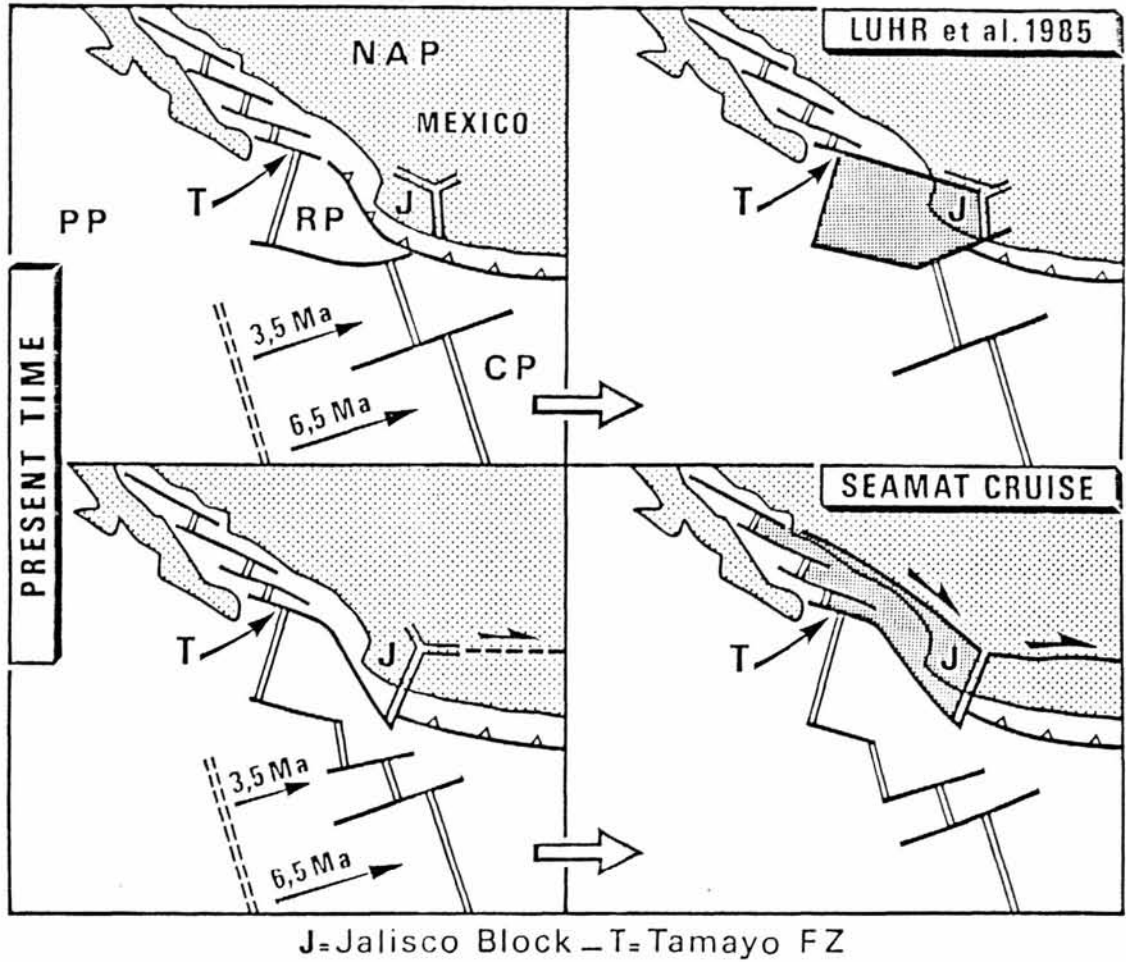 LUHR et al. 1985
NAP
MEXICO
T
RP
J
PP
3,5 Ma
6,5 Ma
CP
T
J
PRESENT TIME
SEAMAT CRUISE
T
J
3,5 Ma
6,5 Ma
T
J
J=Jalisco Block – T=Tamayo FZ